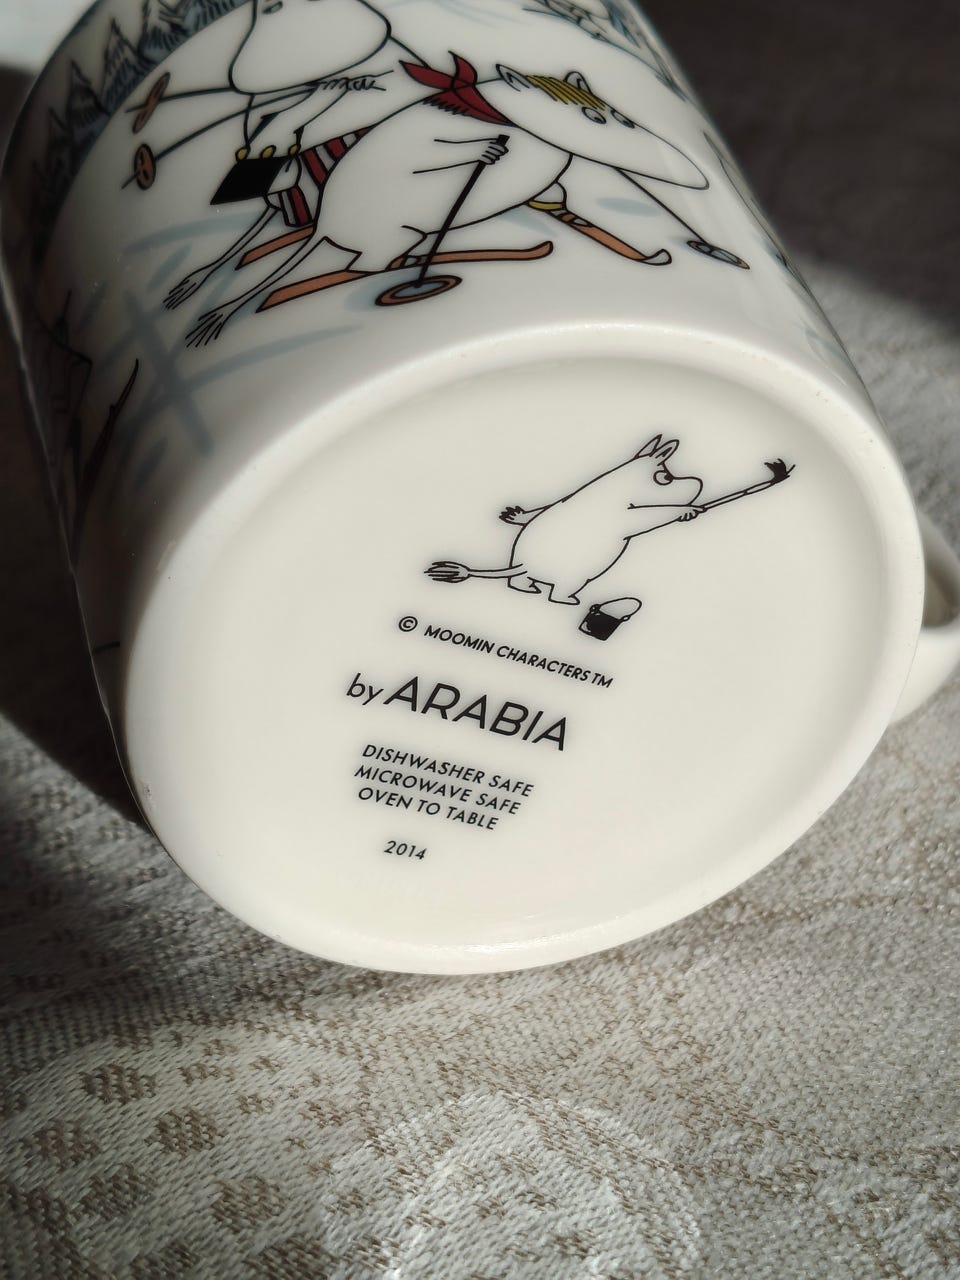 © MOOMIN CHARACTERS TM
by ARABIA
DISHWASHER SAFE
MICROWAVE SAFE
OVEN TO TABLE
2014